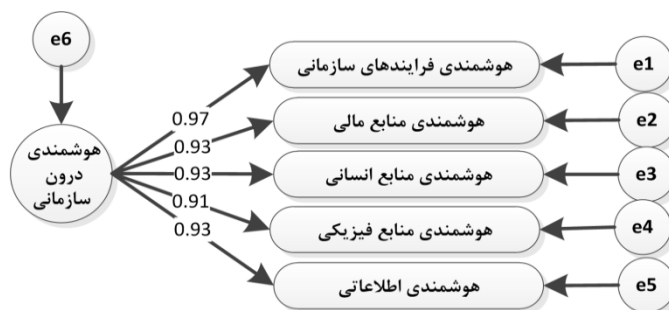 e6
هوشمندی
درون
سازمانی
0.97
0.93
0.93
0.91
0.93
هوشمندی فرایندهای سازمانی
e1
هوشمندی منابع مالی
e2
هوشمندی منابع انسانی
e3
هوشمندی منابع فیزیکی
e4
هوشمندی اطلاعاتی
e5